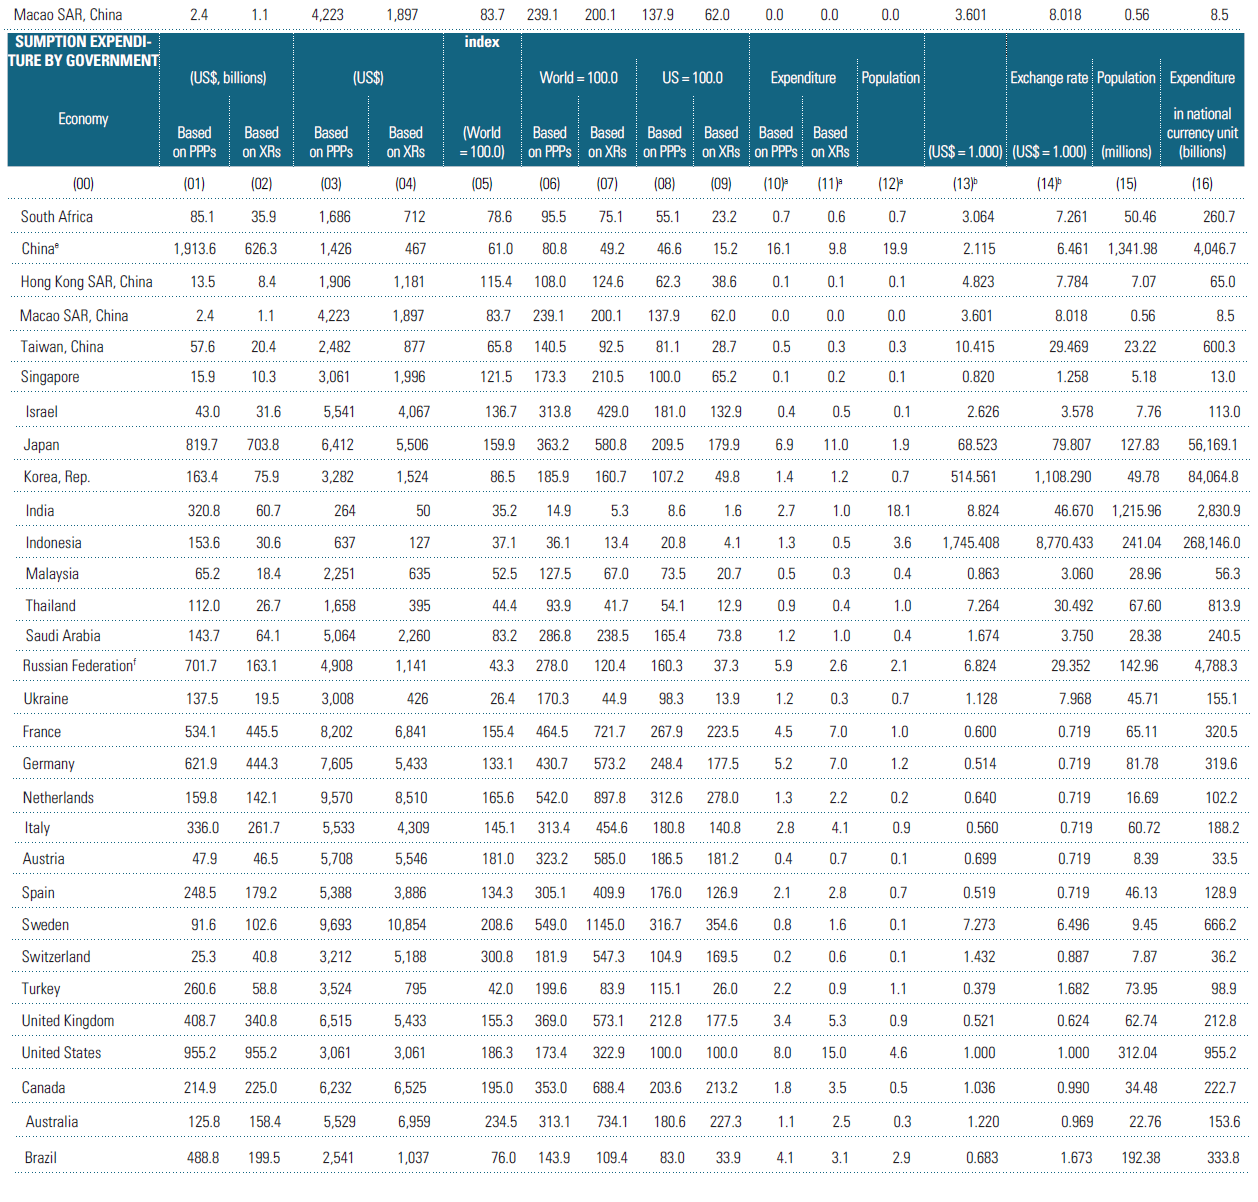 Macao SAR, China 2.4 1.1 4,223 1,897 83.7 239.1 200.1 137.9 62.0 0.0 0.0 0.0 3.601 8.018 0.56 8.5
SUMPTION EXPENDI- index
TURE BY GOVERNMENT
(US$, billions) (US$) World = 100.0 US = 100.0 Expenditure Population Exchange rate Population Expenditure
Economy in national
Based Based Based Based (World Based Based Based Based Based Based currency unit
on PPPs on XRs on PPPs on XRs = 100.0) on PPPs on XRs on PPPs on XRs on PPPs on XRs (US$ = 1.000) (US$ = 1.000) (millions) (billions)
(00) (01) (02) (03) (04) (05) (06) (07) (08) (09) (10)ᵃ (11)ᵃ (12)ᵃ (13)ᵇ (14)ᵇ (15) (16)
South Africa 85.1 35.9 1,686 712 78.6 95.5 75.1 55.1 23.2 0.7 0.6 0.7 3.064 7.261 50.46 260.7
Chinaᵉ 1,913.6 626.3 1,426 467 61.0 80.8 49.2 46.6 15.2 16.1 9.8 19.9 2.115 6.461 1,341.98 4,046.7
Hong Kong SAR, China 13.5 8.4 1,906 1,181 115.4 108.0 124.6 62.3 38.6 0.1 0.1 0.1 4.823 7.784 7.07 65.0
Macao SAR, China 2.4 1.1 4,223 1,897 83.7 239.1 200.1 137.9 62.0 0.0 0.0 0.0 3.601 8.018 0.56 8.5
Taiwan, China 57.6 20.4 2,482 877 65.8 140.5 92.5 81.1 28.7 0.5 0.3 0.3 10.415 29.469 23.22 600.3
Singapore 15.9 10.3 3,061 1,996 121.5 173.3 210.5 100.0 65.2 0.1 0.2 0.1 0.820 1.258 5.18 13.0
Israel 43.0 31.6 5,541 4,067 136.7 313.8 429.0 181.0 132.9 0.4 0.5 0.1 2.626 3.578 7.76 113.0
Japan 819.7 703.8 6,412 5,506 159.9 363.2 580.8 209.5 179.9 6.9 11.0 1.9 68.523 79.807 127.83 56,169.1
Korea, Rep. 163.4 75.9 3,282 1,524 86.5 185.9 160.7 107.2 49.8 1.4 1.2 0.7 514.561 1,108.290 49.78 84,064.8
India 320.8 60.7 264 50 35.2 14.9 5.3 8.6 1.6 2.7 1.0 18.1 8.824 46.670 1,215.96 2,830.9
Indonesia 153.6 30.6 637 127 37.1 36.1 13.4 20.8 4.1 1.3 0.5 3.6 1,745.408 8,770.433 241.04 268,146.0
Malaysia 65.2 18.4 2,251 635 52.5 127.5 67.0 73.5 20.7 0.5 0.3 0.4 0.863 3.060 28.96 56.3
Thailand 112.0 26.7 1,658 395 44.4 93.9 41.7 54.1 12.9 0.9 0.4 1.0 7.264 30.492 67.60 813.9
Saudi Arabia 143.7 64.1 5,064 2,260 83.2 286.8 238.5 165.4 73.8 1.2 1.0 0.4 1.674 3.750 28.38 240.5
Russian Federationᶠ 701.7 163.1 4,908 1,141 43.3 278.0 120.4 160.3 37.3 5.9 2.6 2.1 6.824 29.352 142.96 4,788.3
Ukraine 137.5 19.5 3,008 426 26.4 170.3 44.9 98.3 13.9 1.2 0.3 0.7 1.128 7.968 45.71 155.1
France 534.1 445.5 8,202 6,841 155.4 464.5 721.7 267.9 223.5 4.5 7.0 1.0 0.600 0.719 65.11 320.5
Germany 621.9 444.3 7,605 5,433 133.1 430.7 573.2 248.4 177.5 5.2 7.0 1.2 0.514 0.719 81.78 319.6
Netherlands 159.8 142.1 9,570 8,510 165.6 542.0 897.8 312.6 278.0 1.3 2.2 0.2 0.640 0.719 16.69 102.2
Italy 336.0 261.7 5,533 4,309 145.1 313.4 454.6 180.8 140.8 2.8 4.1 0.9 0.560 0.719 60.72 188.2
Austria 47.9 46.5 5,708 5,546 181.0 323.2 585.0 186.5 181.2 0.4 0.7 0.1 0.699 0.719 8.39 33.5
Spain 248.5 179.2 5,388 3,886 134.3 305.1 409.9 176.0 126.9 2.1 2.8 0.7 0.519 0.719 46.13 128.9
Sweden 91.6 102.6 9,693 10,854 208.6 549.0 1145.0 316.7 354.6 0.8 1.6 0.1 7.273 6.496 9.45 666.2
Switzerland 25.3 40.8 3,212 5,188 300.8 181.9 547.3 104.9 169.5 0.2 0.6 0.1 1.432 0.887 7.87 36.2
Turkey 260.6 58.8 3,524 795 42.0 199.6 83.9 115.1 26.0 2.2 0.9 1.1 0.379 1.682 73.95 98.9
United Kingdom 408.7 340.8 6,515 5,433 155.3 369.0 573.1 212.8 177.5 3.4 5.3 0.9 0.521 0.624 62.74 212.8
United States 955.2 955.2 3,061 3,061 186.3 173.4 322.9 100.0 100.0 8.0 15.0 4.6 1.000 1.000 312.04 955.2
Canada 214.9 225.0 6,232 6,525 195.0 353.0 688.4 203.6 213.2 1.8 3.5 0.5 1.036 0.990 34.48 222.7
Australia 125.8 158.4 5,529 6,959 234.5 313.1 734.1 180.6 227.3 1.1 2.5 0.3 1.220 0.969 22.76 153.6
Brazil 488.8 199.5 2,541 1,037 76.0 143.9 109.4 83.0 33.9 4.1 3.1 2.9 0.683 1.673 192.38 333.8